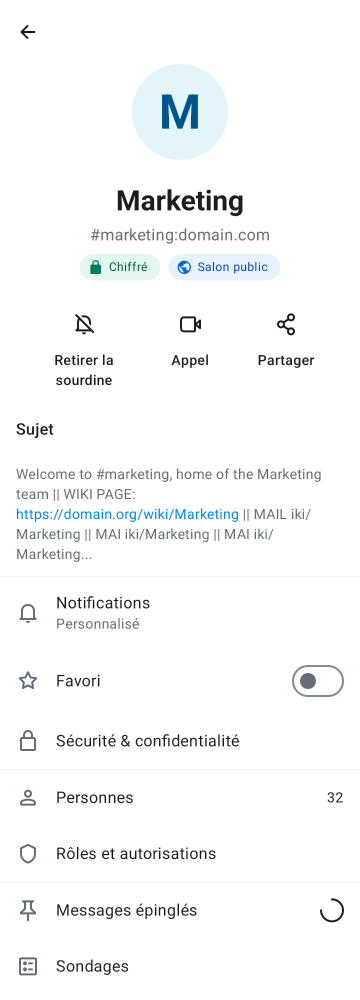 M
Marketing
#marketing:domain.com
Chiffré
Salon public
Retirer la
sourdine
Appel
Partager
Sujet
Welcome to #marketing, home of the Marketing
team || WIKI PAGE:
https://domain.org/wiki/Marketing || MAIL iki/
Marketing || MAI iki/Marketing || MAI iki/
Marketing...
Notifications
Personnalisé
Favori
Sécurité & confidentialité
Personnes 32
Rôles et autorisations
Messages épinglés
Sondages